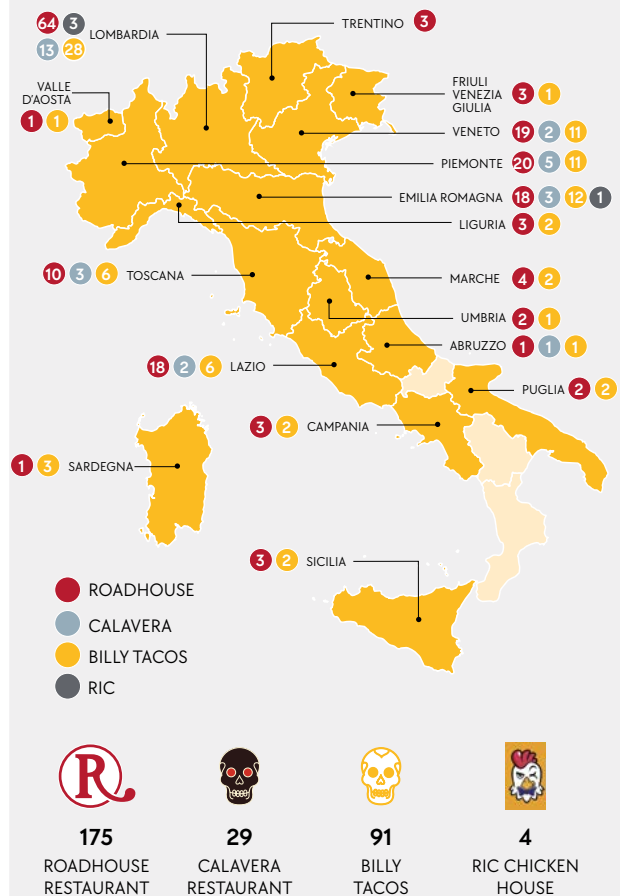 64 3
LOMBARDIA
13 28
TRENTINO 3
VALLE
D'AOSTA
1 1
FRIULI
VENEZIA
GIULIA
3 1
VENETO 19 2 11
PIEMONTE 20 5 11
EMILIA ROMAGNA 18 3 12 1
LIGURIA 3 2
10 3 6 TOSCANA
MARCHE 4 2
UMBRIA 2 1
ABRUZZO 1 1 1
18 2 6 LAZIO
PUGLIA 2 2
3 2 CAMPANIA
1 3 SARDEGNA
3 2 SICILIA
ROADHOUSE
CALAVERA
BILLY TACOS
RIC
R
175
ROADHOUSE
RESTAURANT
29
CALAVERA
RESTAURANT
91
BILLY
TACOS
4
RIC CHICKEN
HOUSE